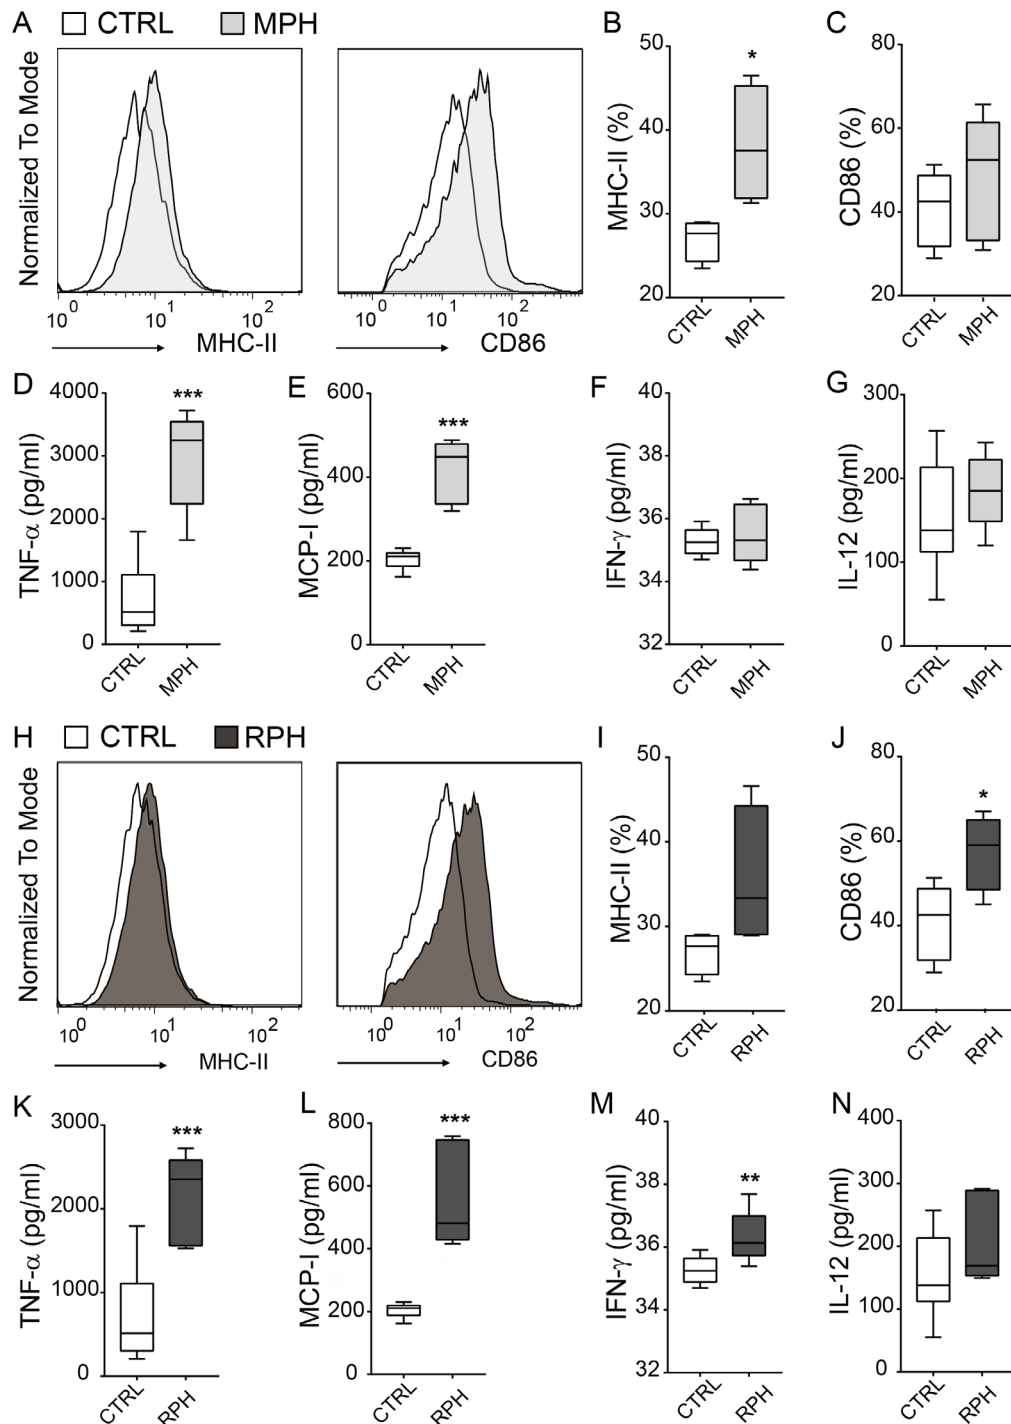 A CTRL MPH
Normalized To Mode
10^0 10^1 10^2
MHC-II
10^0 10^1 10^2
CD86
B
MHC-II (%)
50
40
30
20
*
CTRL MPH
C
CD86 (%)
80
60
40
20
CTRL MPH
D
TNF-α (pg/ml)
4000
3000
2000
1000
0
***
CTRL MPH
E
MCP-I (pg/ml)
600
400
200
0
***
CTRL MPH
F
IFN-γ (pg/ml)
40
38
36
34
32
CTRL MPH
G
IL-12 (pg/ml)
300
200
100
0
CTRL MPH
H CTRL RPH
Normalized To Mode
10^0 10^1 10^2
MHC-II
10^0 10^1 10^2
CD86
I
MHC-II (%)
50
40
30
20
CTRL RPH
J
CD86 (%)
80
60
40
20
*
CTRL RPH
K
TNF-α (pg/ml)
3000
2000
1000
0
***
CTRL RPH
L
MCP-I (pg/ml)
800
600
400
200
0
***
CTRL RPH
M
IFN-γ (pg/ml)
40
38
36
34
32
**
CTRL RPH
N
IL-12 (pg/ml)
400
300
200
100
0
CTRL RPH